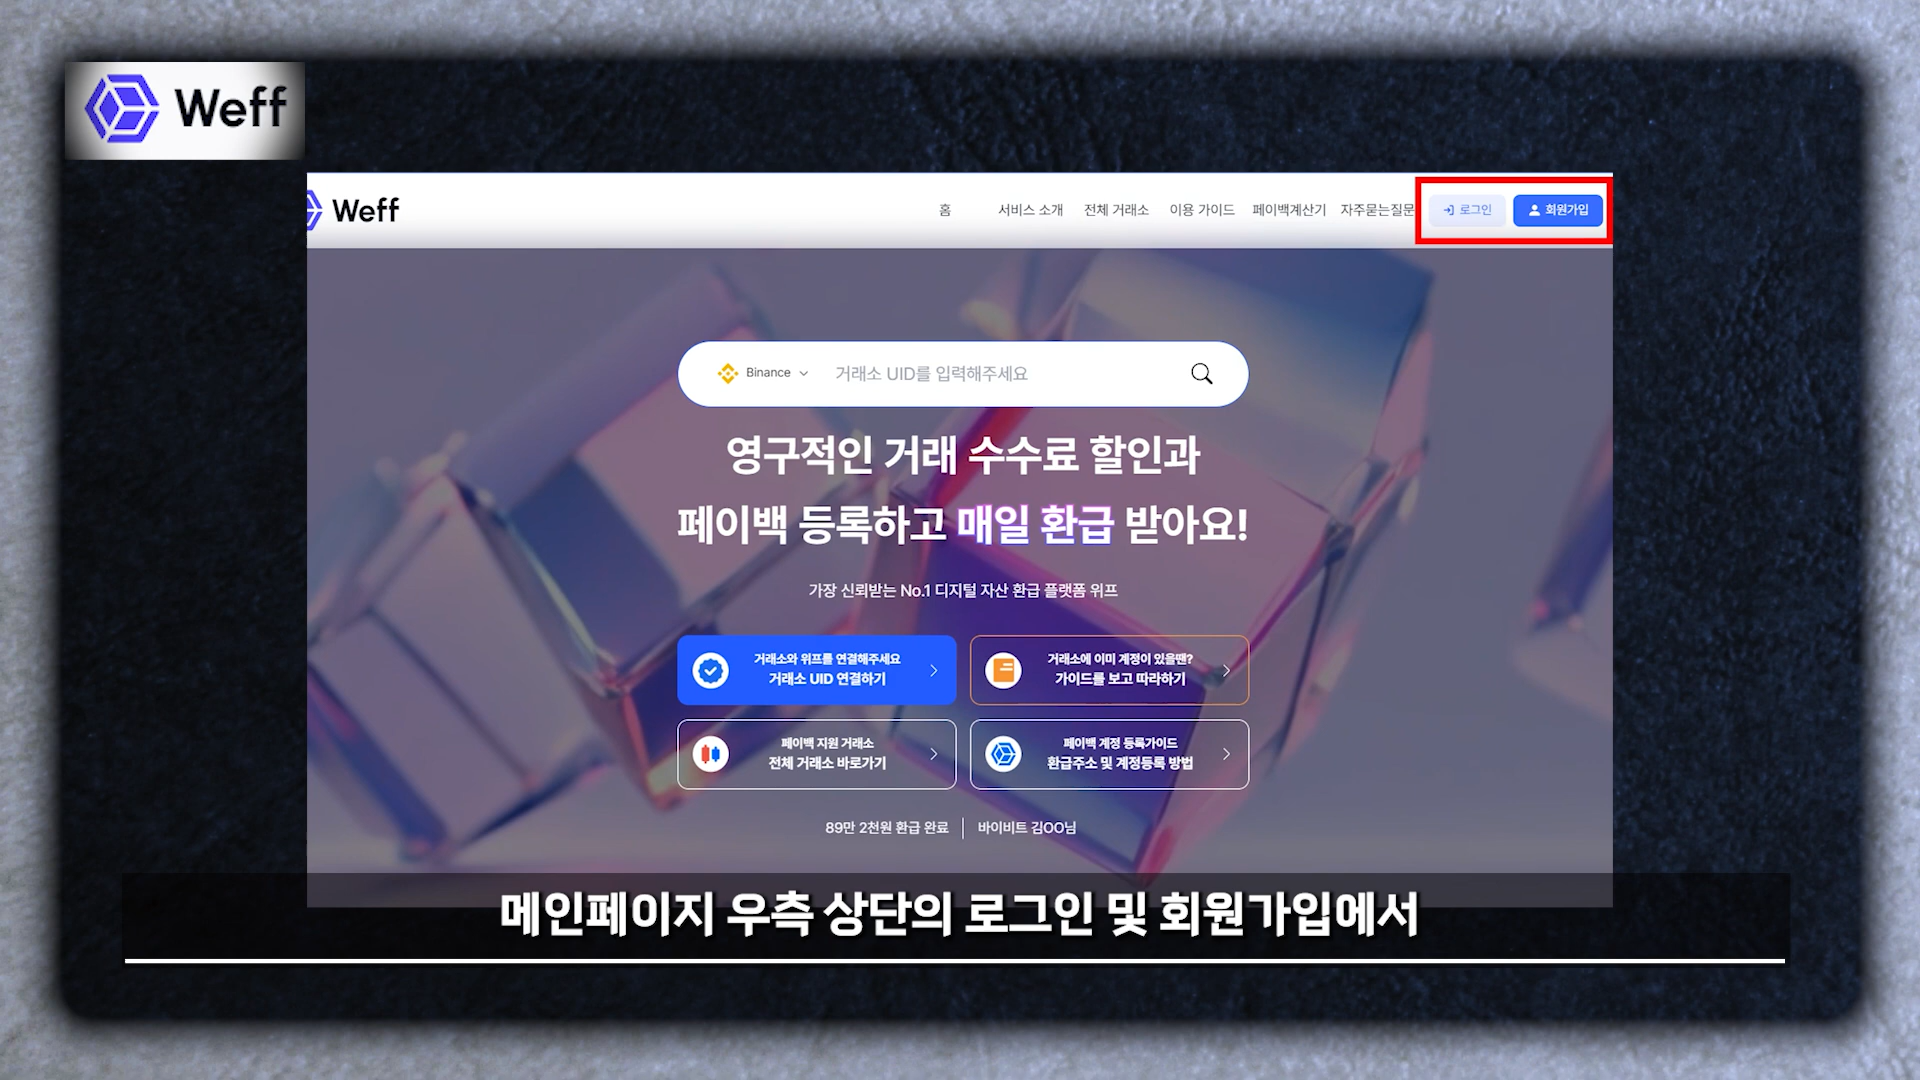 Weff
Weff
홈 서비스 소개 전체 거래소 이용 가이드 페이백계산기 자주묻는질문 로그인 회원가입
Binance 거래소 UID를 입력해주세요
영구적인 거래 수수료 할인과
페이백 등록하고 매일 환급 받아요!
가장 신뢰받는 No.1 디지털 자산 환급 플랫폼 위프
거래소와 위프를 연결해주세요
거래소 UID 연결하기
거래소에 이미 계정이 있을땐?
가이드를 보고 따라하기
페이백 지원 거래소
전체 거래소 바로가기
페이백 계정 등록가이드
환급주소 및 계정등록 방법
89만 2천원 환급 완료 바이비트 김OO님
메인페이지 우측 상단의 로그인 및 회원가입에서